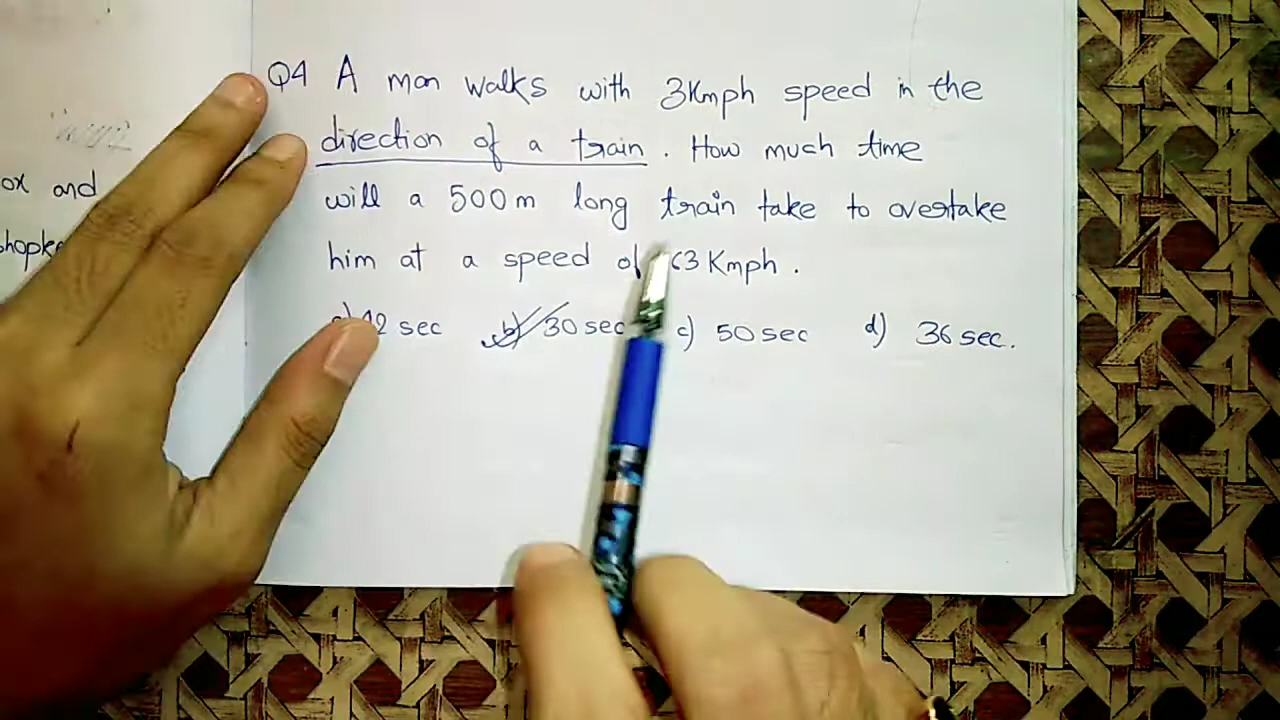 Q4 A man walks with 3Kmph speed in the
direction of a train. How much time
will a 500m long train take to overtake
him at a speed of 63 Kmph.
12 sec b) 30 sec c) 50 sec d) 36 sec.
ox and